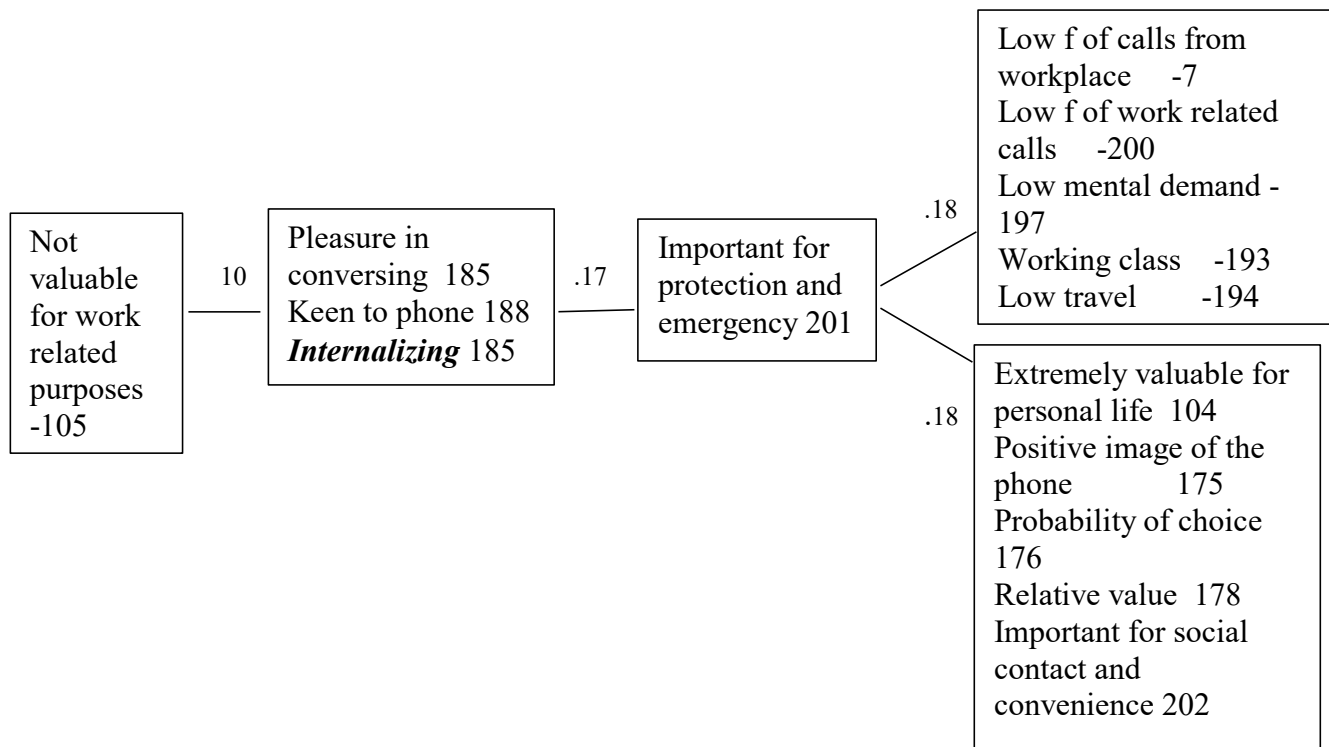 Not
valuable
for work
related
purposes
-105
10
Pleasure in
conversing 185
Keen to phone 188
Internalizing 185
.17
Important for
protection and
emergency 201
.18
.18
Low f of calls from
workplace -7
Low f of work related
calls -200
Low mental demand -
197
Working class -193
Low travel -194
Extremely valuable for
personal life 104
Positive image of the
phone 175
Probability of choice
176
Relative value 178
Important for social
contact and
convenience 202